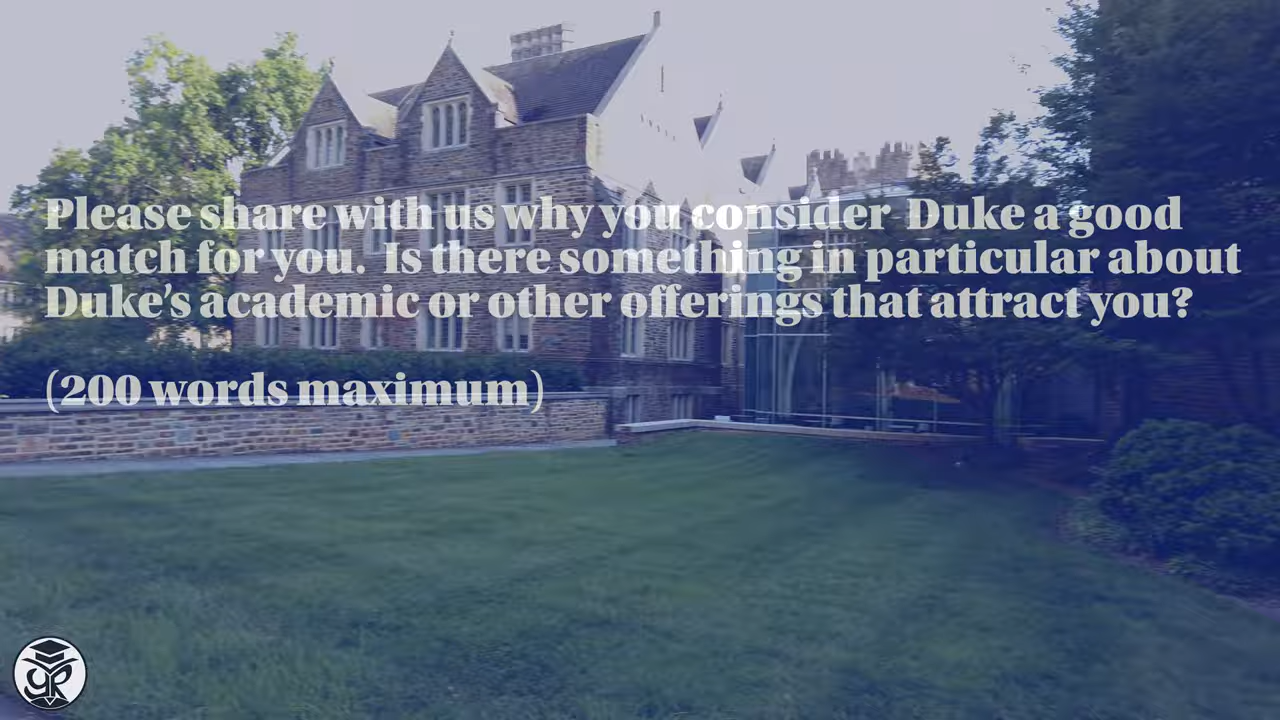 Please share with us why you consider Duke a good
match for you. Is there something in particular about
Duke's academic or other offerings that attract you?
(200 words maximum)